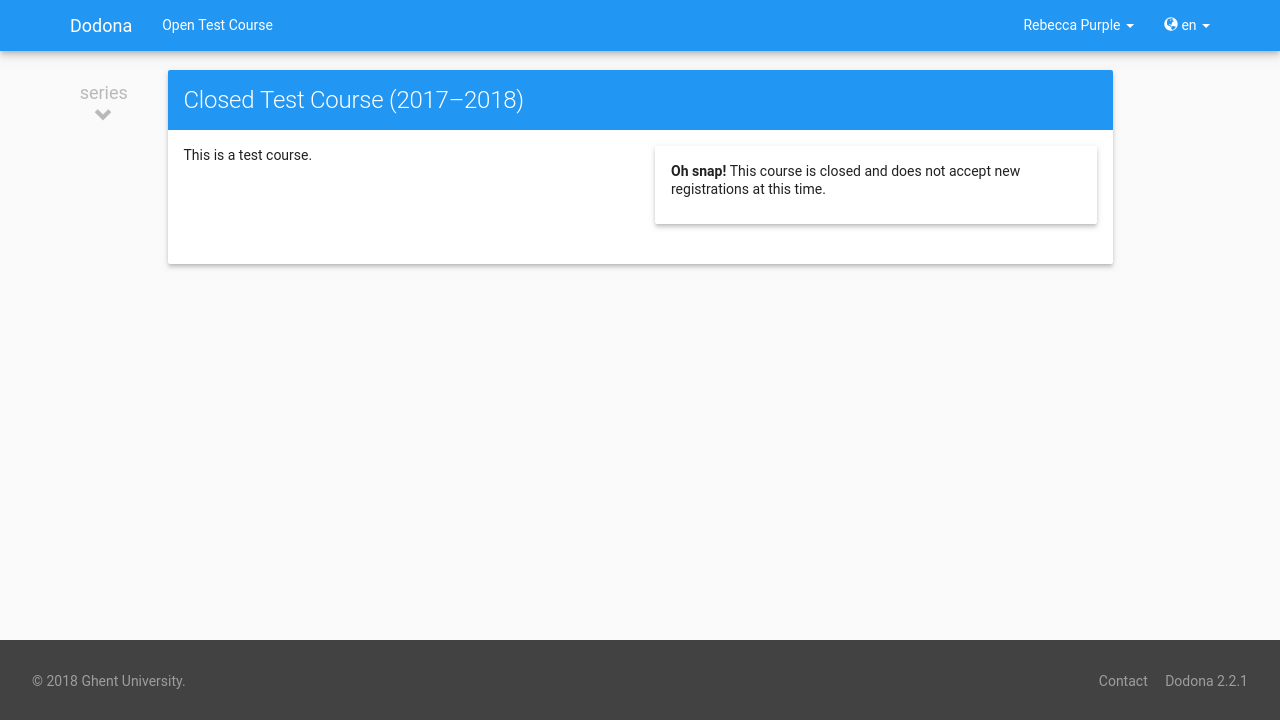 Dodona
Open Test Course
Rebecca Purple
en
series
Closed Test Course (2017–2018)
This is a test course.
Oh snap! This course is closed and does not accept new
registrations at this time.
© 2018 Ghent University.
Contact
Dodona 2.2.1